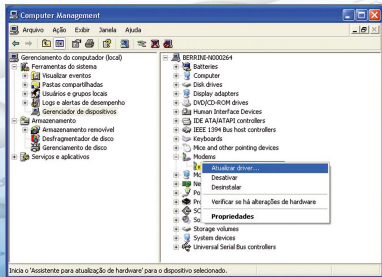 Computer Management
Arquivo Ação Exibir Janela Ajuda
Gerenciamento do computador (local)
Ferramentas do sistema
Visualizar eventos
Pastas compartilhadas
Usuários e grupos locais
Logs e alertas de desempenho
Gerenciador de dispositivos
Armazenamento
Armazenamento removível
Desfragmentador de disco
Gerenciamento de disco
Serviços e aplicativos
BERRINI-N000264
Batteries
Computer
Disk drives
Display adapters
DVD/CD-ROM drives
Human Interface Devices
IDE ATA/ATAPI controllers
IEEE 1394 Bus host controllers
Keyboards
Mice and other pointing devices
Modems
Atualizar driver...
Desativar
Desinstalar
Verificar se há alterações de hardware
Propriedades
Storage volumes
System devices
Universal Serial Bus controllers
Inicia o 'Assistente para atualização de hardware' para o dispositivo selecionado.